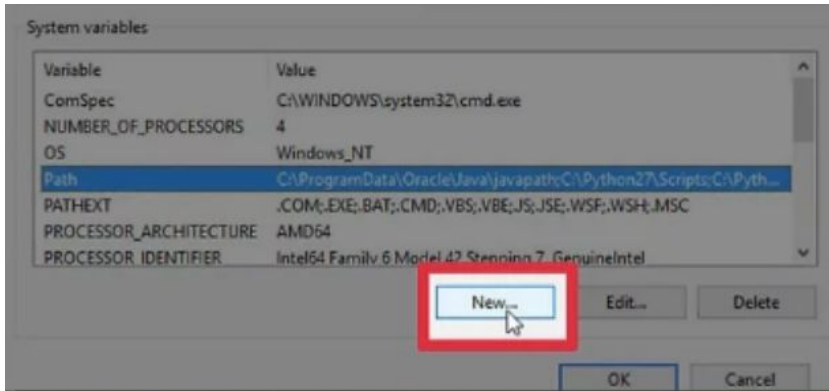 System variables
Variable Value
ComSpec C:\WINDOWS\system32\cmd.exe
NUMBER_OF_PROCESSORS 4
OS Windows_NT
Path C:\ProgramData\Oracle\Java\javapath;C:\Python27\Scripts;C:\Pyth...
PATHEXT .COM;.EXE;.BAT;.CMD;.VBS;.VBE;.JS;.JSE;.WSF;.WSH;.MSC
PROCESSOR_ARCHITECTURE AMD64
PROCESSOR IDENTIFIER Intel64 Family 6 Model 42 Stepping 7, GenuineIntel
New... Edit... Delete
OK Cancel